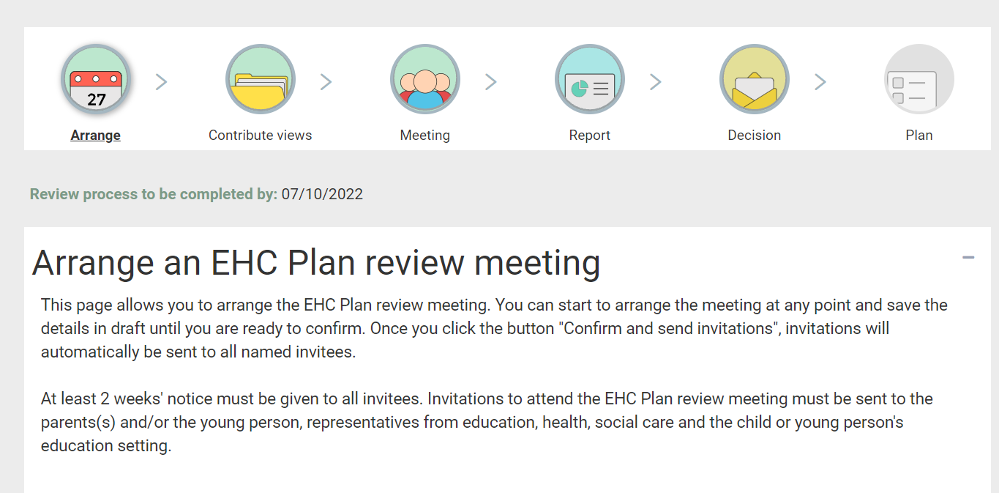 27
Arrange
Contribute views
Meeting
Report
Decision
Plan
Review process to be completed by: 07/10/2022
Arrange an EHC Plan review meeting
This page allows you to arrange the EHC Plan review meeting. You can start to arrange the meeting at any point and save the
details in draft until you are ready to confirm. Once you click the button "Confirm and send invitations", invitations will
automatically be sent to all named invitees.
At least 2 weeks' notice must be given to all invitees. Invitations to attend the EHC Plan review meeting must be sent to the
parents(s) and/or the young person, representatives from education, health, social care and the child or young person's
education setting.